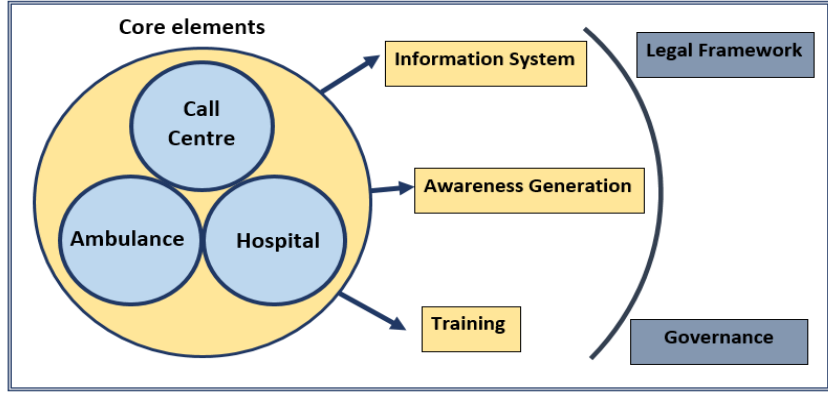 Core elements
Call
Centre
Ambulance
Hospital
Information System
Awareness Generation
Training
Legal Framework
Governance